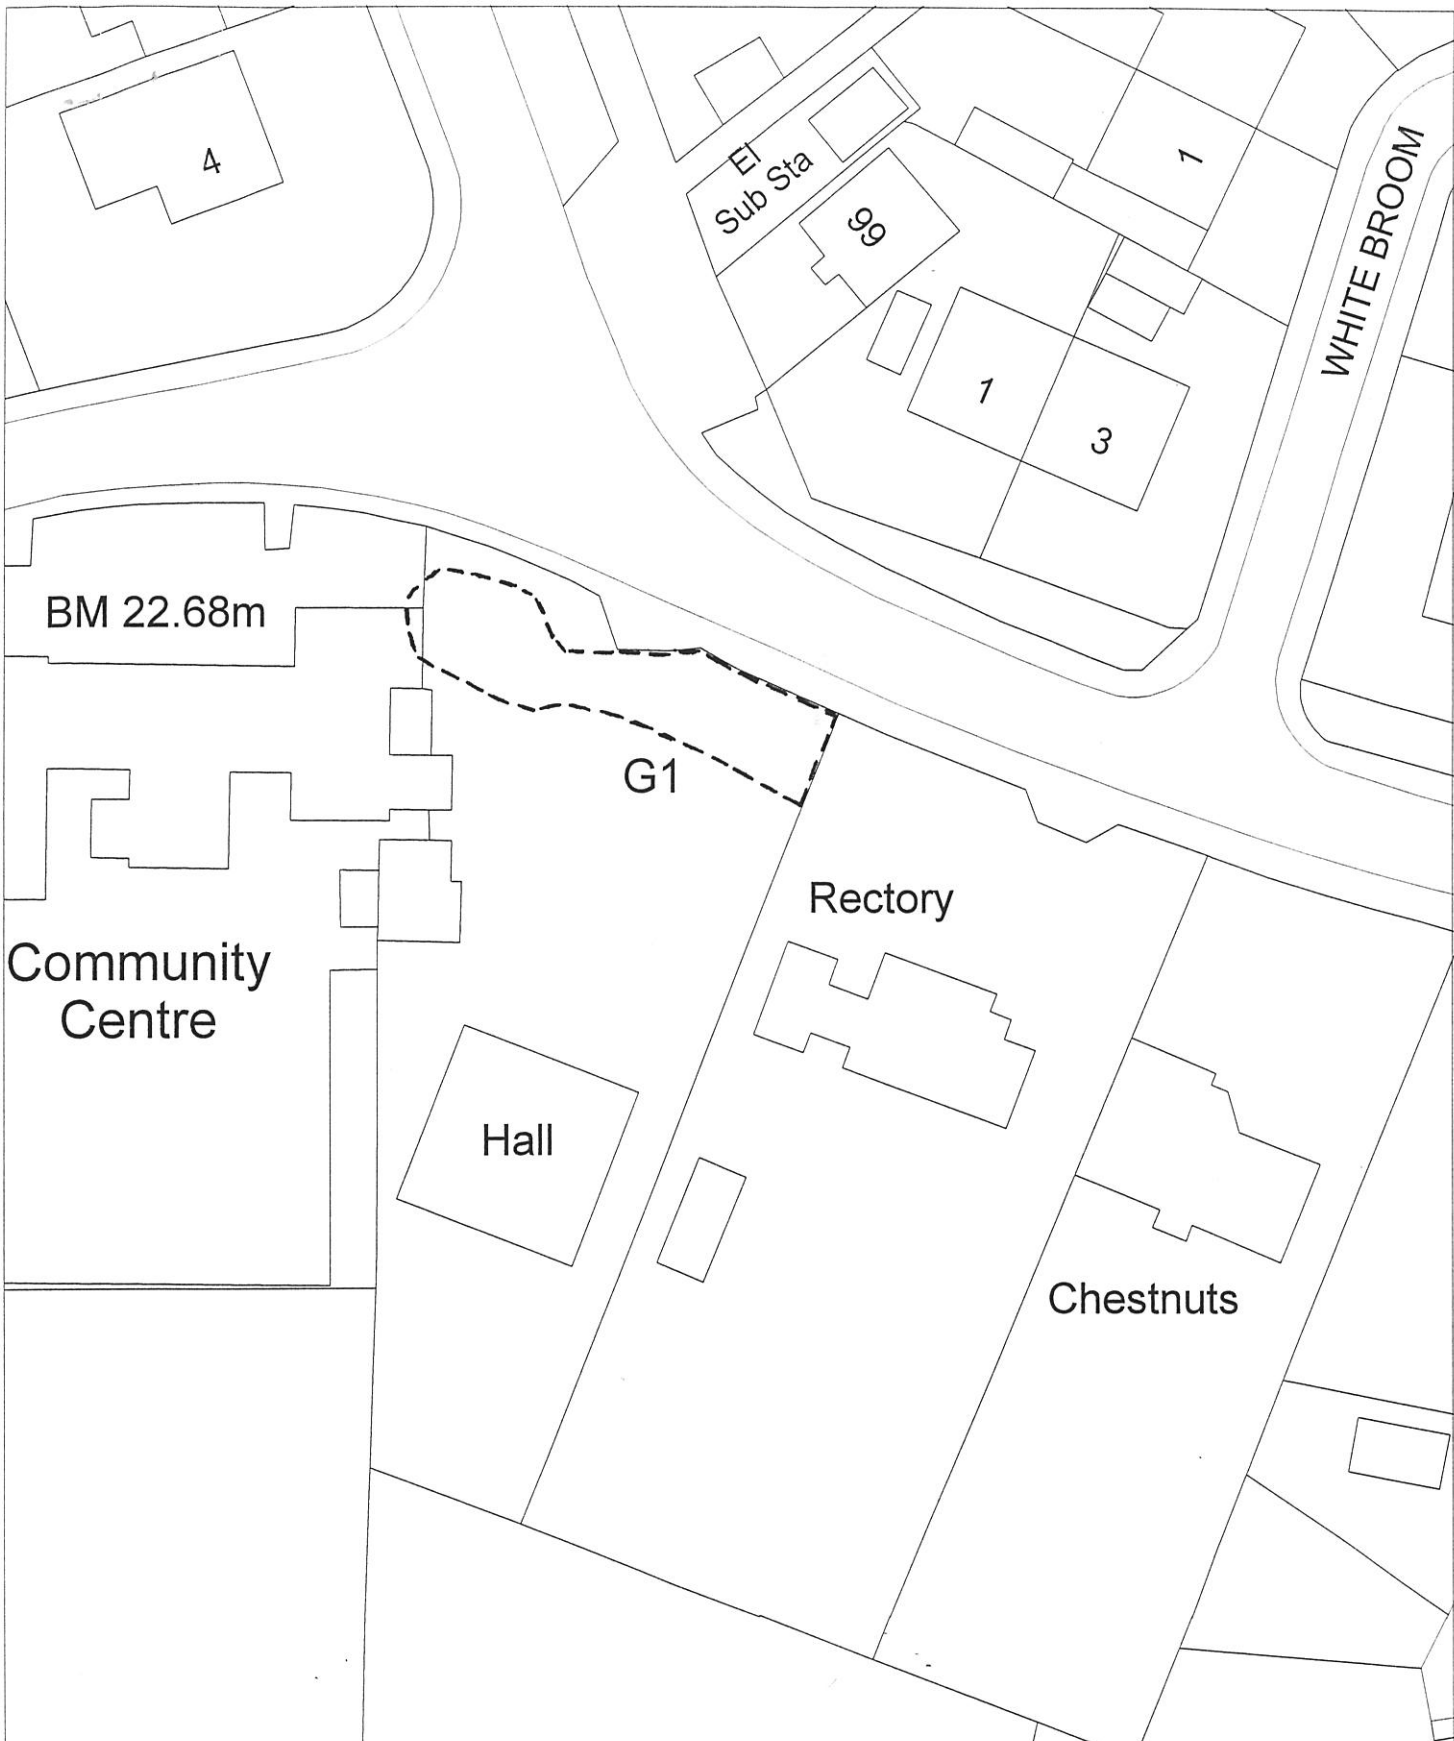 4
El
Sub Sta
99
1
WHITE BROOM
1
3
BM 22.68m
G1
Rectory
Community
Centre
Hall
Chestnuts